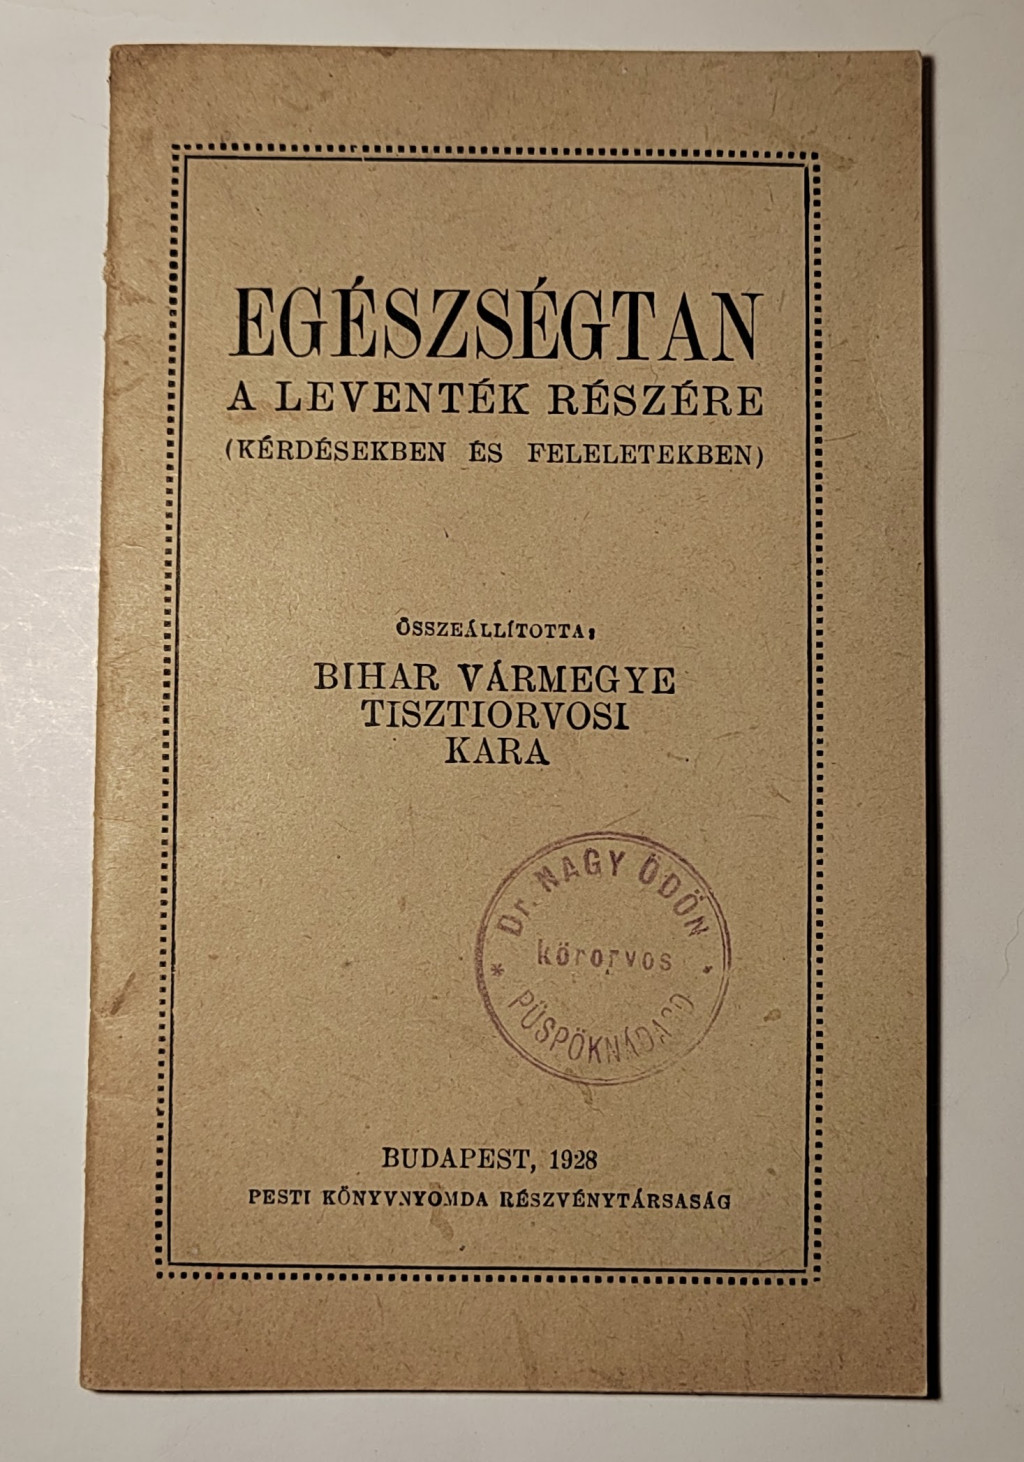 EGÉSZSÉGTAN
A LEVENTÉK RÉSZÉRE
(KÉRDÉSEKBEN ÉS FELELETEKBEN)
ÖSSZEÁLLÍTOTTA:
BIHAR VÁRMEGYE
TISZTIORVOSI
KARA
Dr. NAGY ÖDÖN
körorvos
PÜSPÖKNÁDASD
BUDAPEST, 1928
PESTI KÖNYVNYOMDA RÉSZVÉNYTÁRSASÁG